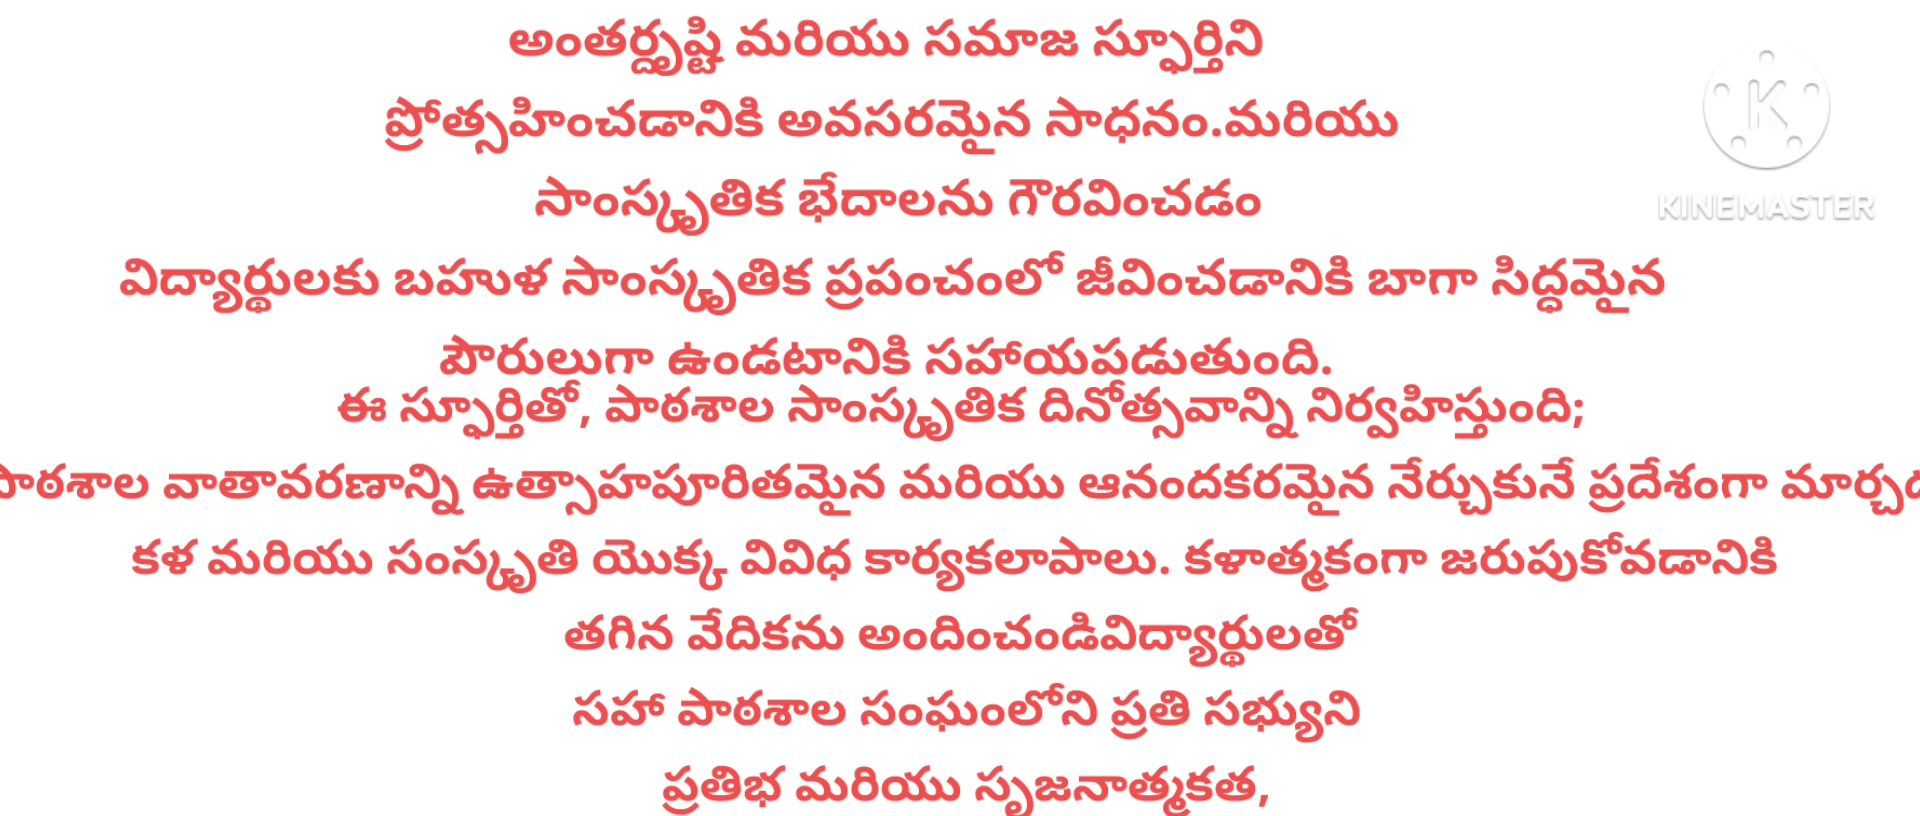 అంతర్దృష్టి మరియు సమాజ స్ఫూర్తిని
ప్రోత్సహించడానికి అవసరమైన సాధనం.మరియు
సాంస్కృతిక భేదాలను గౌరవించడం
విద్యార్థులకు బహుళ సాంస్కృతిక ప్రపంచంలో జీవించడానికి బాగా సిద్ధమైన
పౌరులుగా ఉండటానికి సహాయపడుతుంది.
ఈ స్ఫూర్తితో, పాఠశాల సాంస్కృతిక దినోత్సవాన్ని నిర్వహిస్తుంది;
పాఠశాల వాతావరణాన్ని ఉత్సాహపూరితమైన మరియు ఆనందకరమైన నేర్చుకునే ప్రదేశంగా
కళ మరియు సంస్కృతి యొక్క వివిధ కార్యకలాపాలు. కళాత్మకంగా జరుపుకోవడానికి
తగిన వేదికను అందించండివిద్యార్థులతో
సహా పాఠశాల సంఘంలోని ప్రతి సభ్యుని
ప్రతిభ మరియు సృజనాత్మకత,
KINEMASTER